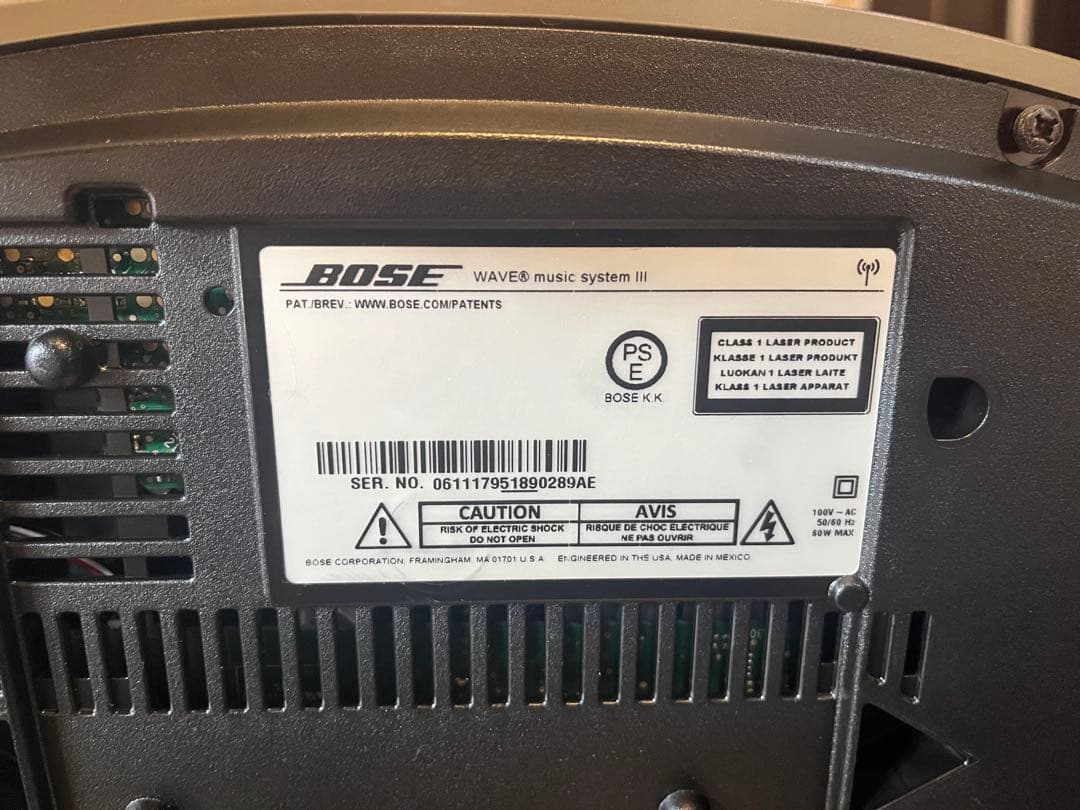 BOSE WAVE® music system III
PAT./BREV.: WWW.BOSE.COM/PATENTS
PS
E
BOSE K.K.
CLASS 1 LASER PRODUCT
KLASSE 1 LASER PRODUKT
LUOKAN 1 LASER LAITE
KLASS 1 LASER APPARAT
SER. NO. 061117951890289AE
CAUTION
RISK OF ELECTRIC SHOCK
DO NOT OPEN
AVIS
RISQUE DE CHOC ELECTRIQUE
NE PAS OUVRIR
100V ~ AC
50/60 Hz
60W MAX
BOSE CORPORATION, FRAMINGHAM, MA 01701 U.S.A. ENGINEERED IN THE USA, MADE IN MEXICO